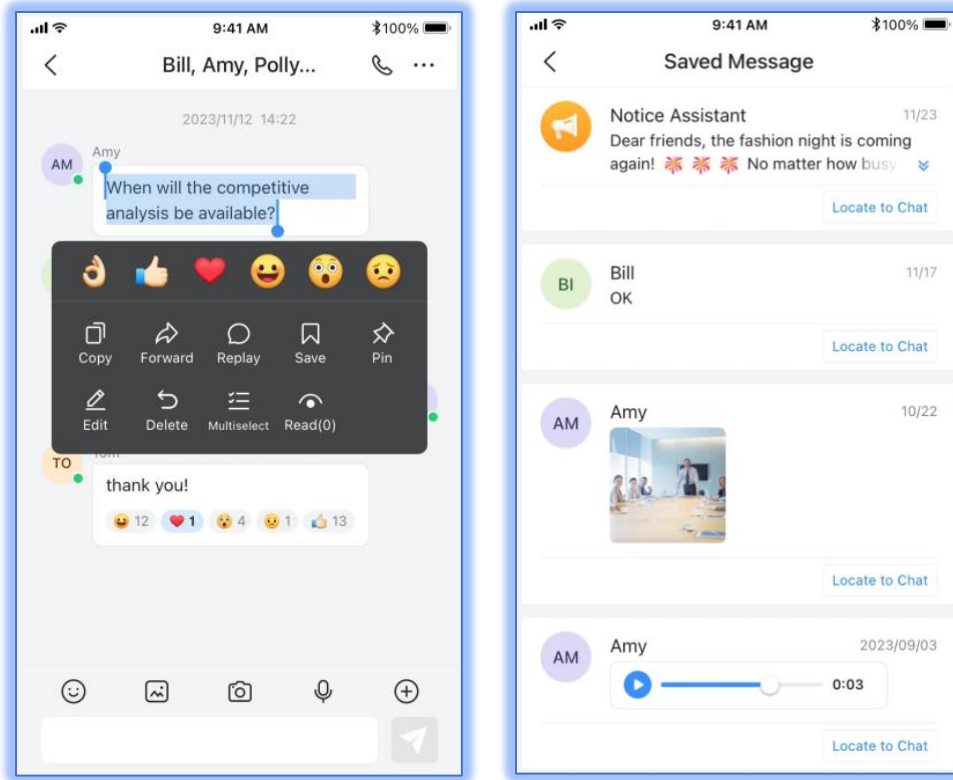 9:41 AM
100%
Bill, Amy, Polly...
2023/11/12 14:22
Amy
AM
When will the competitive
analysis be available?
Copy
Forward
Replay
Save
Pin
Edit
Delete
Multiselect
Read(0)
TO
Tom
thank you!
12
1
4
1
13
9:41 AM
100%
Saved Message
Notice Assistant
11/23
Dear friends, the fashion night is coming
again! No matter how busy
Locate to Chat
BI
Bill
11/17
OK
Locate to Chat
AM
Amy
10/22
Locate to Chat
AM
Amy
2023/09/03
0:03
Locate to Chat